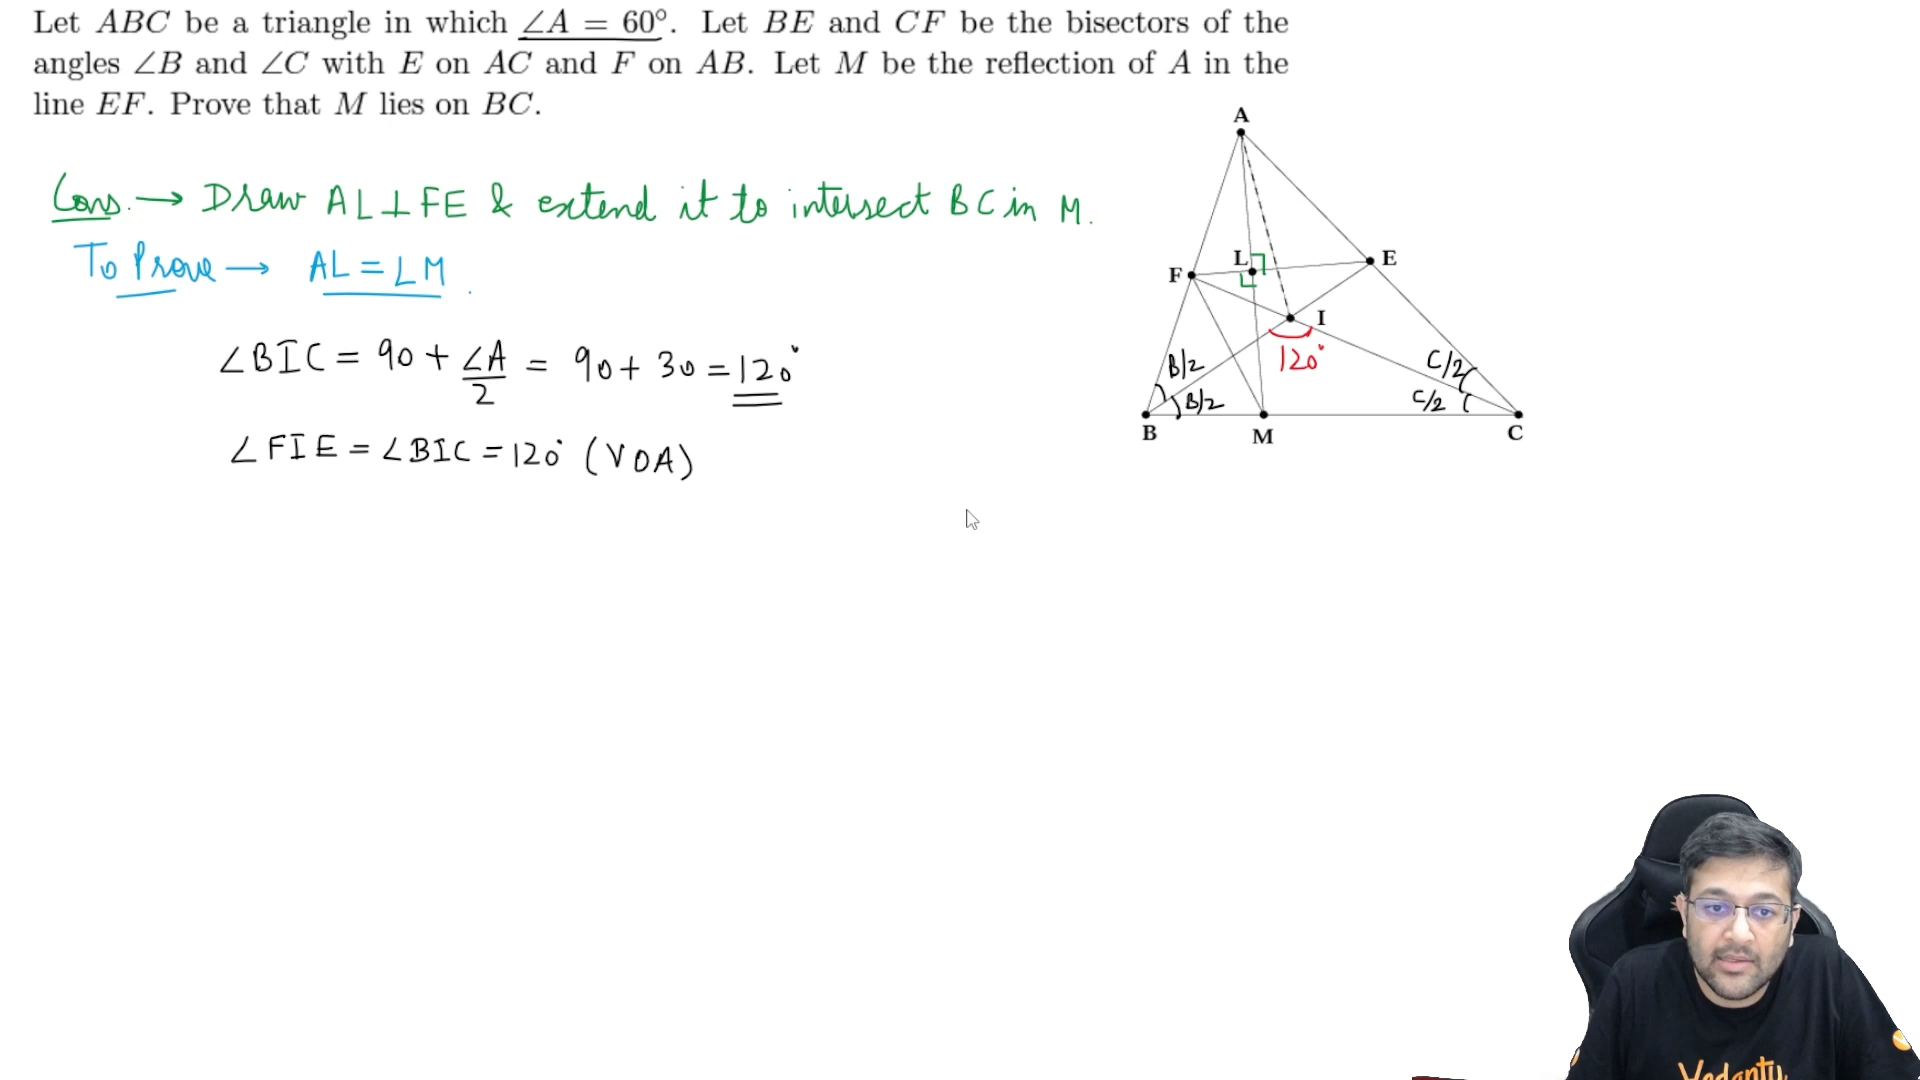 Let ABC be a triangle in which ∠A = 60°. Let BE and CF be the bisectors of the
angles ∠B and ∠C with E on AC and F on AB. Let M be the reflection of A in the
line EF. Prove that M lies on BC.
Cons. → Draw AL⊥FE & extend it to intersect BC in M.
To Prove → AL = LM.
∠BIC = 90 + ∠A/2 = 90 + 30 = 120°
∠FIE = ∠BIC = 120° (VOA)
A
L
E
F
I
120°
B/2
B/2
C/2
C/2
B
M
C
Vedantu